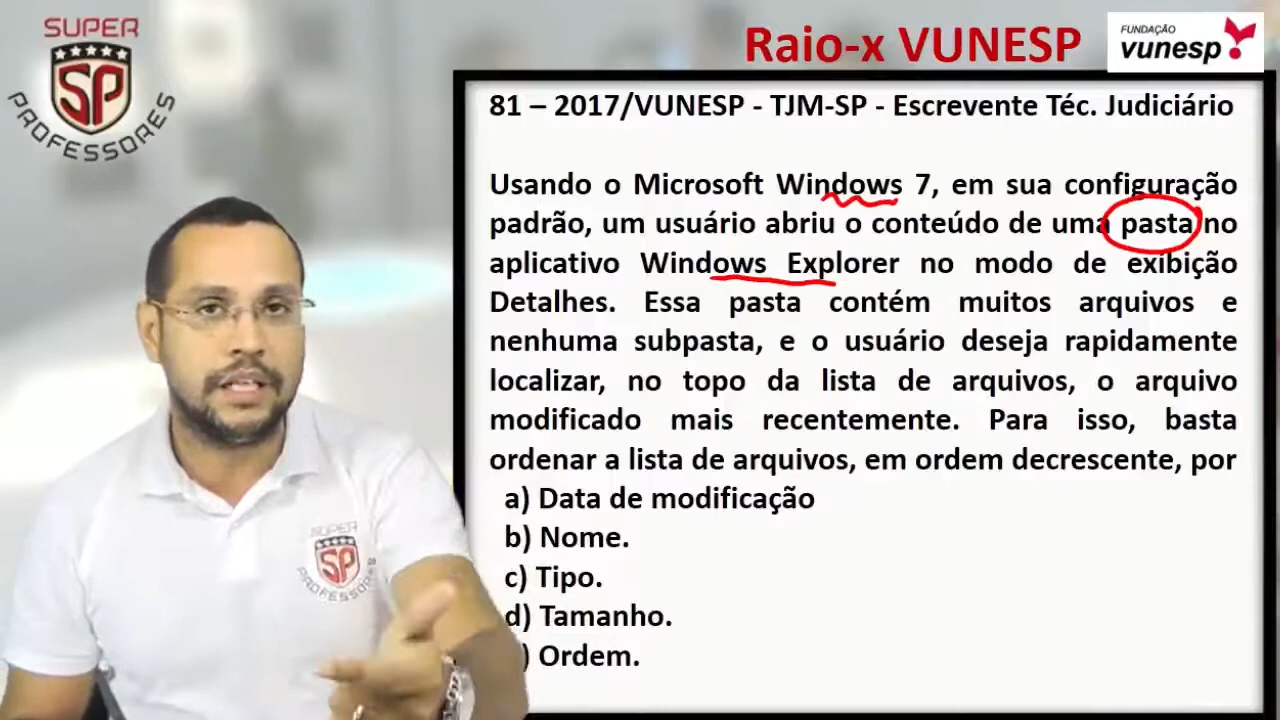 SUPER
SP
PROFESSORES
Raio-x VUNESP
FUNDAÇÃO
vunesp
81 – 2017/VUNESP - TJM-SP - Escrevente Téc. Judiciário
Usando o Microsoft Windows 7, em sua configuração
padrão, um usuário abriu o conteúdo de uma pasta no
aplicativo Windows Explorer no modo de exibição
Detalhes. Essa pasta contém muitos arquivos e
nenhuma subpasta, e o usuário deseja rapidamente
localizar, no topo da lista de arquivos, o arquivo
modificado mais recentemente. Para isso, basta
ordenar a lista de arquivos, em ordem decrescente, por
a) Data de modificação
b) Nome.
c) Tipo.
d) Tamanho.
) Ordem.
SUPER
SP
PROFESSORES